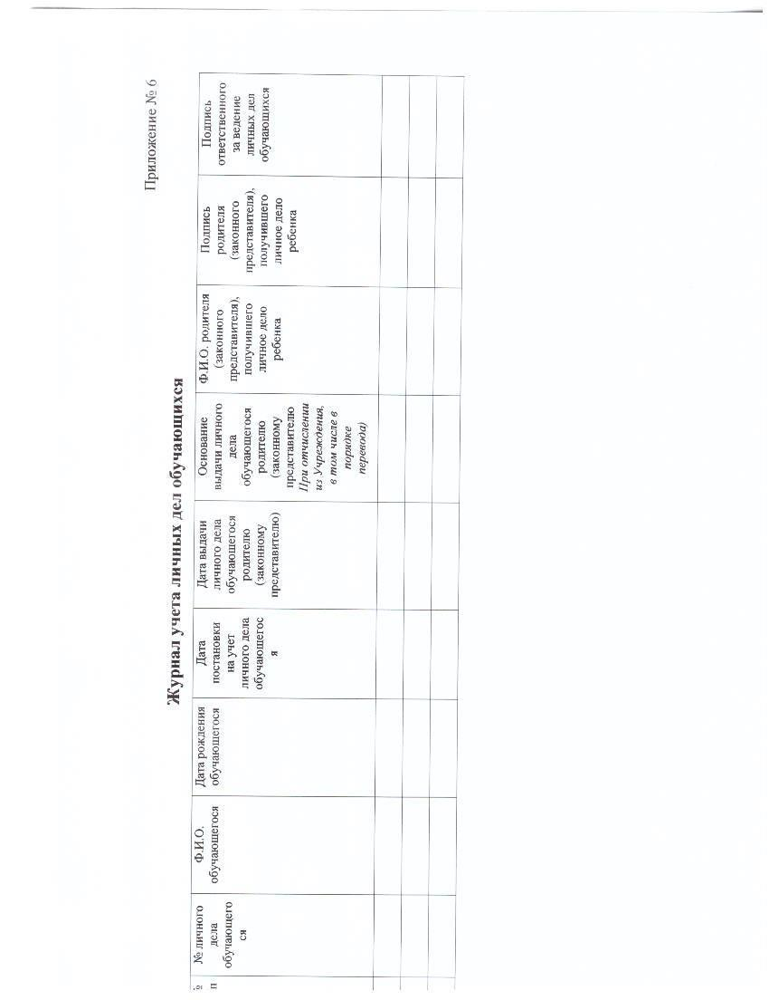 Приложение № 6
Журнал учета личных дел обучающихся
№
п
№ личного
дела
обучающего
ся
Ф.И.О.
обучающегося
Дата рождения
обучающегося
Дата
постановки
на учет
личного дела
обучающегос
я
Дата выдачи
личного дела
обучающегося
родителю
(законному
представителю)
Основание
выдачи личного
дела
обучающегося
родителю
(законному
представителю
При отчислении
из Учреждения,
в том числе в
порядке
перевода)
Ф.И.О. родителя
(законного
представителя),
получившего
личное дело
ребенка
Подпись
родителя
(законного
представителя),
получившего
личное дело
ребенка
Подпись
ответственного
за ведение
личных дел
обучающихся